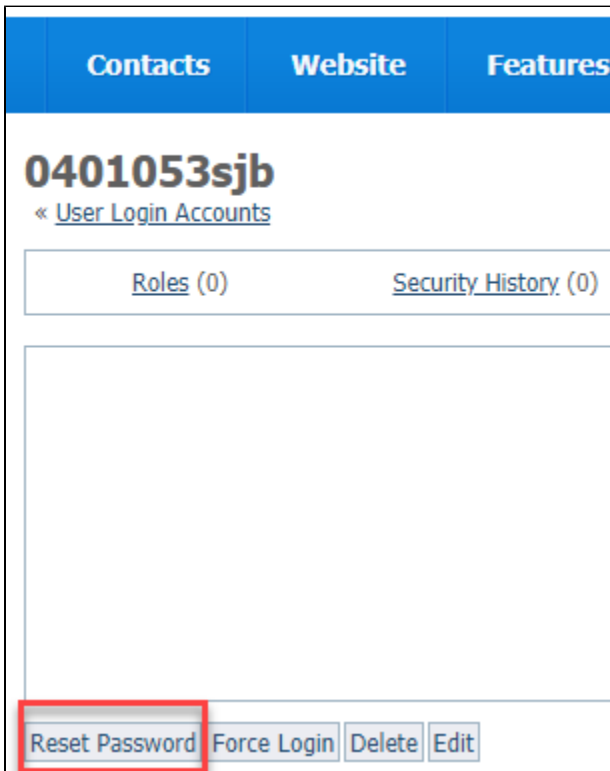 Contacts Website Features
0401053sjb
« User Login Accounts
Roles (0) Security History (0)
Reset Password Force Login Delete Edit